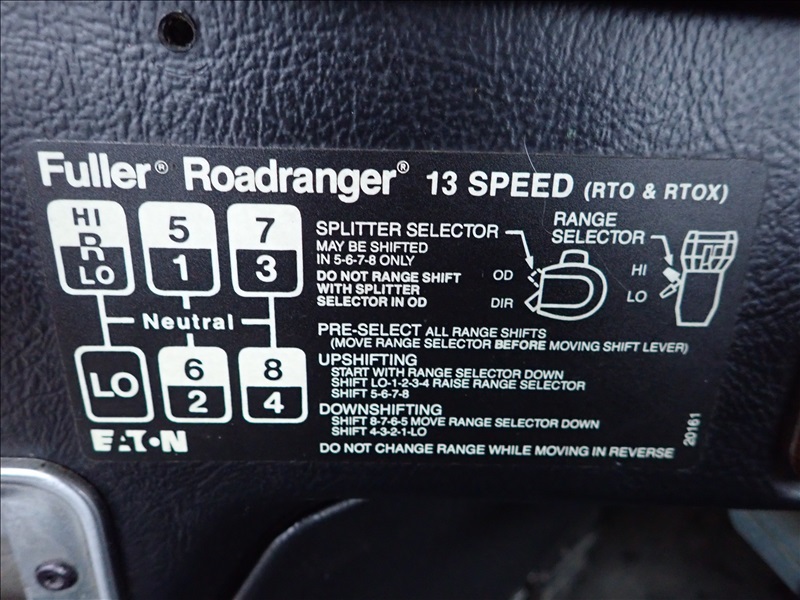 Fuller® Roadranger® 13 SPEED (RTO & RTOX)
HI
R
LO
5
1
7
3
Neutral
LO
6
2
8
4
EATON
SPLITTER SELECTOR
MAY BE SHIFTED
IN 5-6-7-8 ONLY
DO NOT RANGE SHIFT
WITH SPLITTER
SELECTOR IN OD
OD
DIR
RANGE
SELECTOR
HI
LO
PRE-SELECT ALL RANGE SHIFTS
(MOVE RANGE SELECTOR BEFORE MOVING SHIFT LEVER)
UPSHIFTING
START WITH RANGE SELECTOR DOWN
SHIFT LO-1-2-3-4 RAISE RANGE SELECTOR
SHIFT 5-6-7-8
DOWNSHIFTING
SHIFT 8-7-6-5 MOVE RANGE SELECTOR DOWN
SHIFT 4-3-2-1-LO
DO NOT CHANGE RANGE WHILE MOVING IN REVERSE
20161